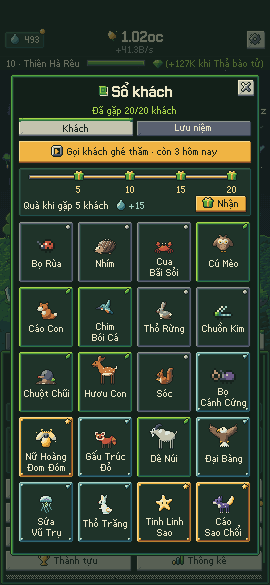 493
1.02oc
+41.3B/s
10 · Thiên Hà Rêu
(+127K khi Thả bào tử)
Sổ khách
Đã gặp 20/20 khách
Khách
Lưu niệm
Gọi khách ghé thăm · còn 3 hôm nay
5 10 15 20
Quà khi gặp 5 khách +15
Nhận
Bọ Rùa
Nhím
Cua
Bãi Sỏi
Cú Mèo
Cáo Con
Chim
Bói Cá
Thỏ Rừng
Chuồn Kim
Chuột Chũi
Hươu Con
Sóc
Bọ
Cánh Cứng
Nữ Hoàng
Đom Đóm
Gấu Trúc
Đỏ
Dê Núi
Đại Bàng
Sứa
Vũ Trụ
Thỏ Trăng
Tinh Linh
Sao
Cáo
Sao Chổi
Thành tựu
Thống kê